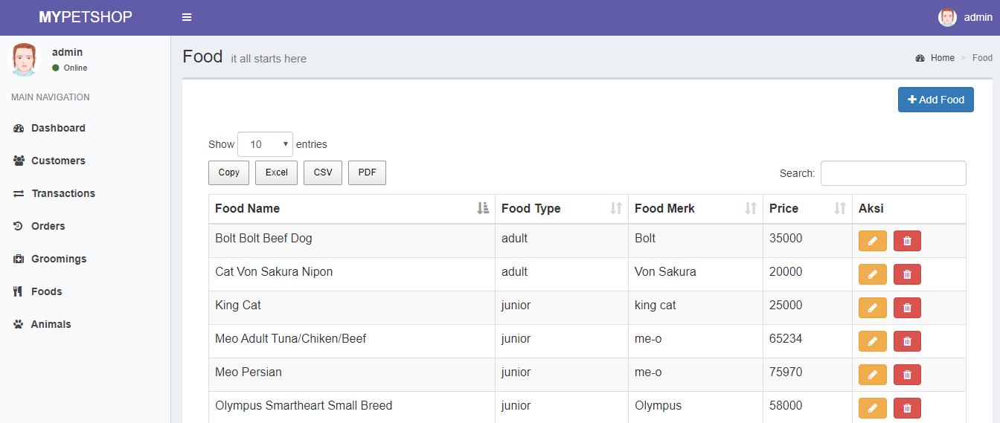 MYPETSHOP
admin
admin
Online
MAIN NAVIGATION
Dashboard
Customers
Transactions
Orders
Groomings
Foods
Animals
Food it all starts here
Home > Food
Add Food
Show 10 entries
Copy Excel CSV PDF
Search:
Food Name Food Type Food Merk Price Aksi
Bolt Bolt Beef Dog adult Bolt 35000
Cat Von Sakura Nipon adult Von Sakura 20000
King Cat junior king cat 25000
Meo Adult Tuna/Chiken/Beef junior me-o 65234
Meo Persian junior me-o 75970
Olympus Smartheart Small Breed junior Olympus 58000